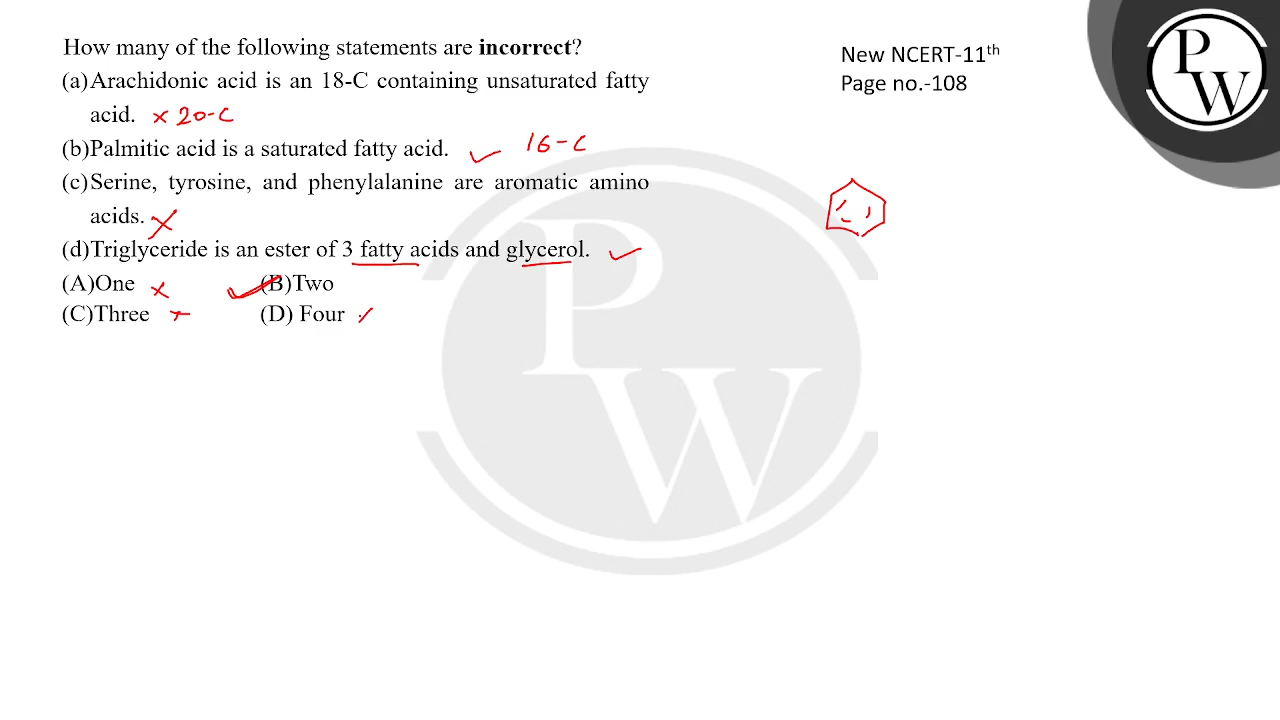 How many of the following statements are incorrect?
(a) Arachidonic acid is an 18-C containing unsaturated fatty
acid. × 20-C
(b) Palmitic acid is a saturated fatty acid. ✓ 16-C
(c) Serine, tyrosine, and phenylalanine are aromatic amino
acids. ×
(d) Triglyceride is an ester of 3 fatty acids and glycerol. ✓
(A) One × ✓ (B) Two
(C) Three × (D) Four ×
New NCERT-11th
Page no.-108
P
W
P
W